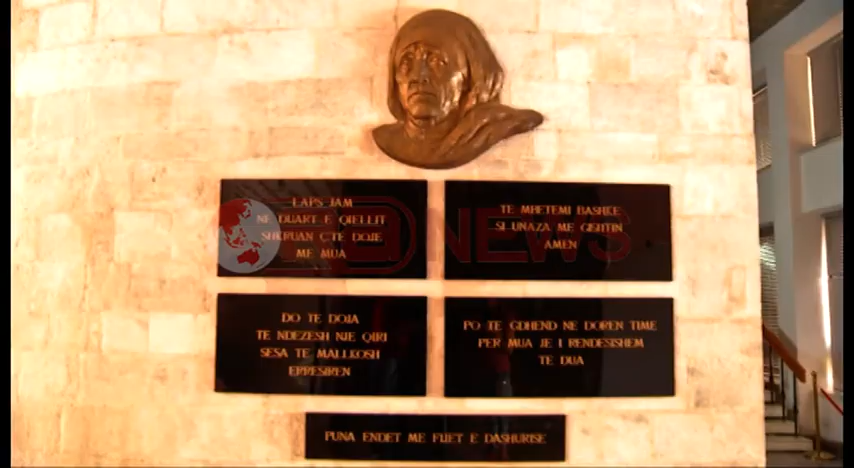 LAPS JAM
NE DUART E QIELLIT
SHKRUAN ÇTE DOJE
ME MUA
TE MBETEMI BASHKE
SI UNAZA ME GISHTIN
AMEN
DO TE DOJA
TE NDEZESH NJE QIRI
SESA TE MALLKOSH
ERRESIREN
PO TE GDHEND NE DOREN TIME
PER MUA JE I RENDESISHEM
TE DUA
PUNA ENDET ME FIJET E DASHURISE
a NEWS